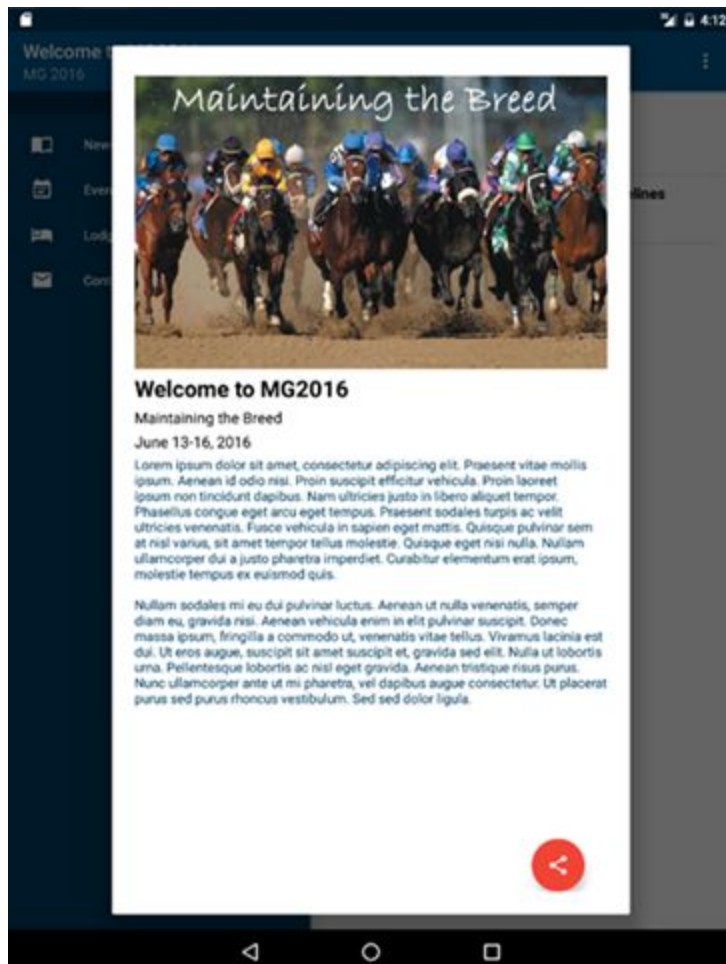 4:12
Welcome t
MG 2016
New
Even
Lodg
Con
elines
Maintaining the Breed
Welcome to MG2016
Maintaining the Breed
June 13-16, 2016
Lorem ipsum dolor sit amet, consectetur adipiscing elit. Praesent vitae mollis
ipsum. Aenean id odio nisi. Proin suscipit efficitur vehicula. Proin laoreet
ipsum non tincidunt dapibus. Nam ultricies justo in libero aliquet tempor.
Phasellus congue eget arcu eget tempus. Praesent sodales turpis ac velit
ultricies venenatis. Fusce vehicula in sapien eget mattis. Quisque pulvinar sem
at nisl varius, sit amet tempor tellus molestie. Quisque eget nisi nulla. Nullam
ullamcorper dui a justo pharetra imperdiet. Curabitur elementum erat ipsum,
molestie tempus ex euismod quis.
Nullam sodales mi eu dui pulvinar luctus. Aenean ut nulla venenatis, semper
diam eu, gravida nisi. Aenean vehicula enim in elit pulvinar suscipit. Donec
massa ipsum, fringilla a commodo ut, venenatis vitae tellus. Vivamus lacinia est
dui. Ut eros augue, suscipit sit amet suscipit et, gravida sed elit. Nulla ut lobortis
urna. Pellentesque lobortis ac nisl eget gravida. Aenean tristique risus purus.
Nunc ullamcorper ante ut mi pharetra, vel dapibus augue consectetur. Ut placerat
purus sed purus rhoncus vestibulum. Sed sed dolor ligula.